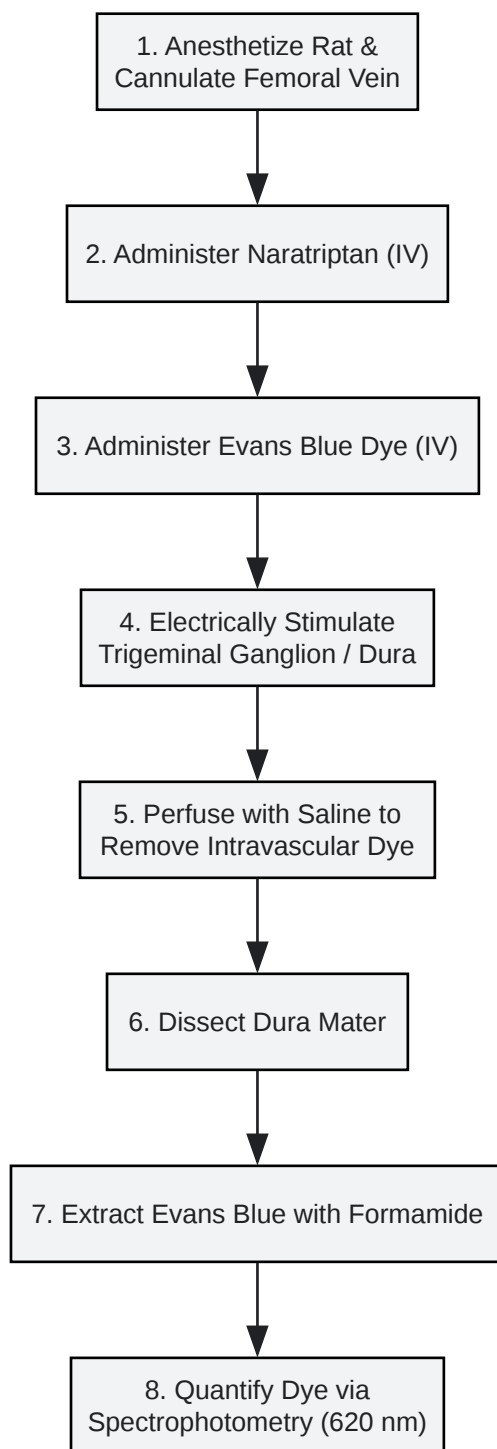 1. Anesthetize Rat &
Cannulate Femoral Vein
2. Administer Naratriptan (IV)
3. Administer Evans Blue Dye (IV)
4. Electrically Stimulate
Trigeminal Ganglion / Dura
5. Perfuse with Saline to
Remove Intravascular Dye
6. Dissect Dura Mater
7. Extract Evans Blue with Formamide
8. Quantify Dye via
Spectrophotometry (620 nm)